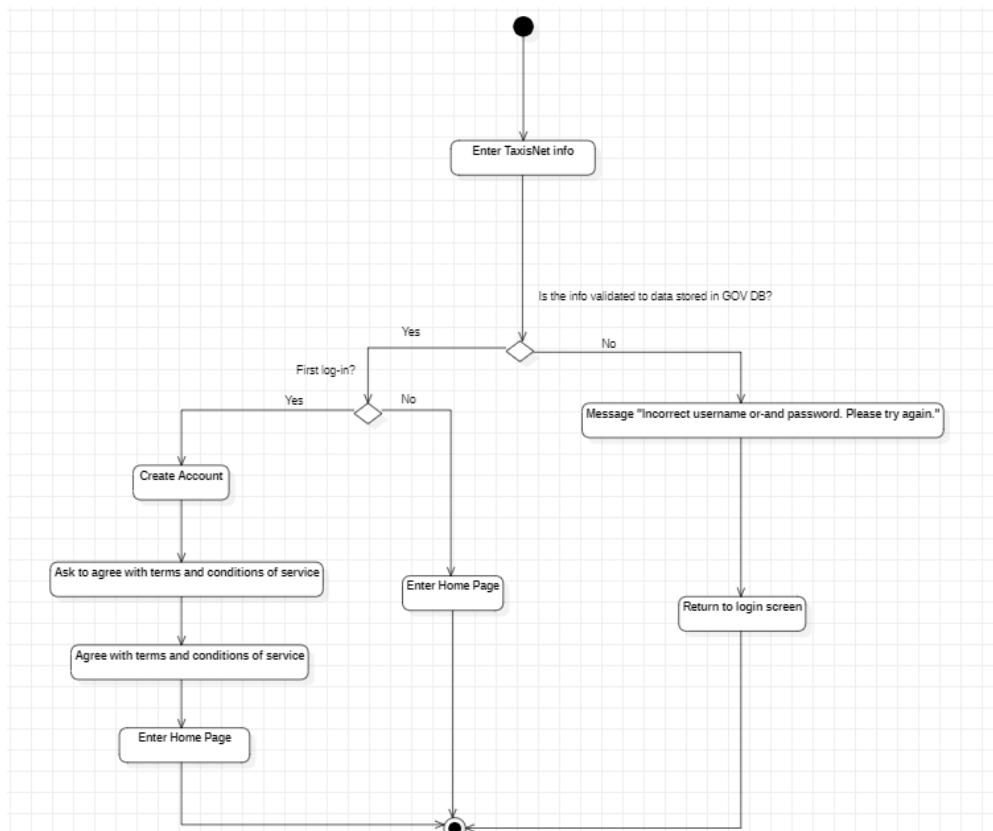 Enter TaxisNet info
Is the info validated to data stored in GOV DB?
Yes
No
First log-in?
Yes
No
Message "Incorrect username or-and password. Please try again."
Create Account
Ask to agree with terms and conditions of service
Enter Home Page
Return to login screen
Agree with terms and conditions of service
Enter Home Page